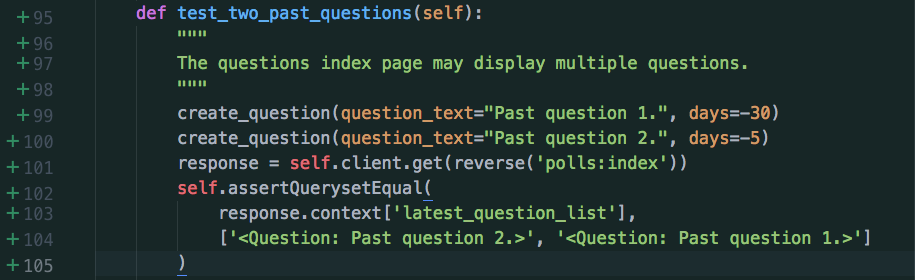 +95 def test_two_past_questions(self):
+96 """
+97 The questions index page may display multiple questions.
+98 """
+99 create_question(question_text="Past question 1.", days=-30)
+100 create_question(question_text="Past question 2.", days=-5)
+101 response = self.client.get(reverse('polls:index'))
+102 self.assertQuerysetEqual(
+103 response.context['latest_question_list'],
+104 ['<Question: Past question 2.>', '<Question: Past question 1.>']
+105 )